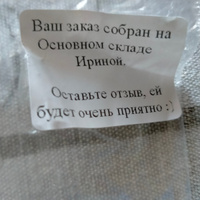 Ваш заказ собран на
Основном складе
Ириной.
Оставьте отзыв, ей
будет очень приятно :)